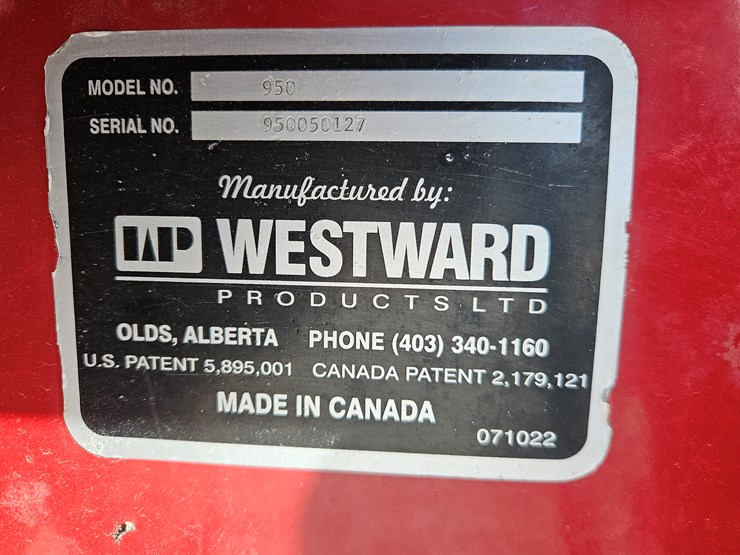 MODEL NO. 950
SERIAL NO. 950050127
Manufactured by:
WP WESTWARD
PRODUCTS LTD
OLDS, ALBERTA PHONE (403) 340-1160
U.S. PATENT 5,895,001 CANADA PATENT 2,179,121
MADE IN CANADA
071022